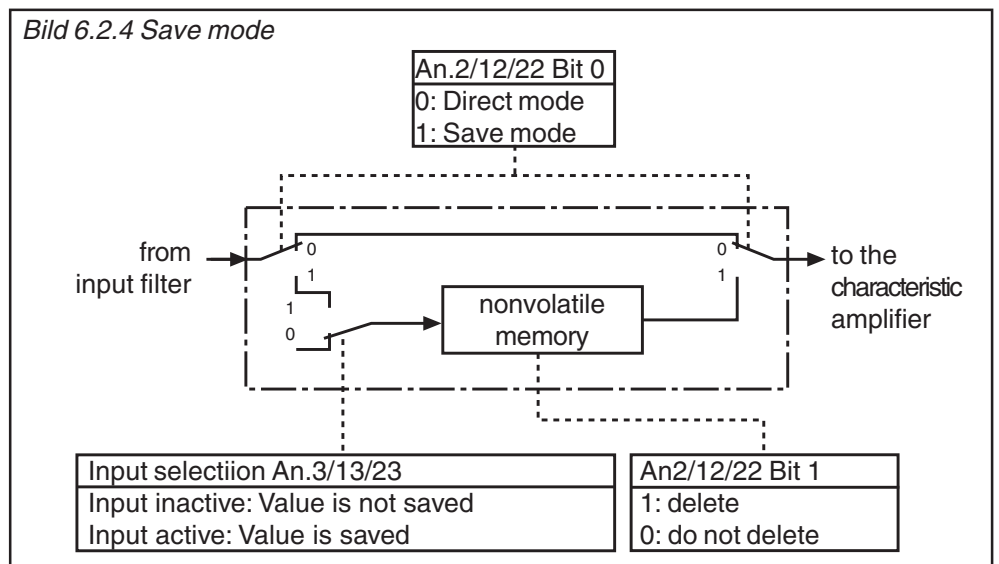 Bild 6.2.4 Save mode
An.2/12/22 Bit 0
0: Direct mode
1: Save mode
from
input filter
0
1
1
0
nonvolatile
memory
0
1
to the
characteristic
amplifier
Input selectiion An.3/13/23
Input inactive: Value is not saved
Input active: Value is saved
An2/12/22 Bit 1
1: delete
0: do not delete